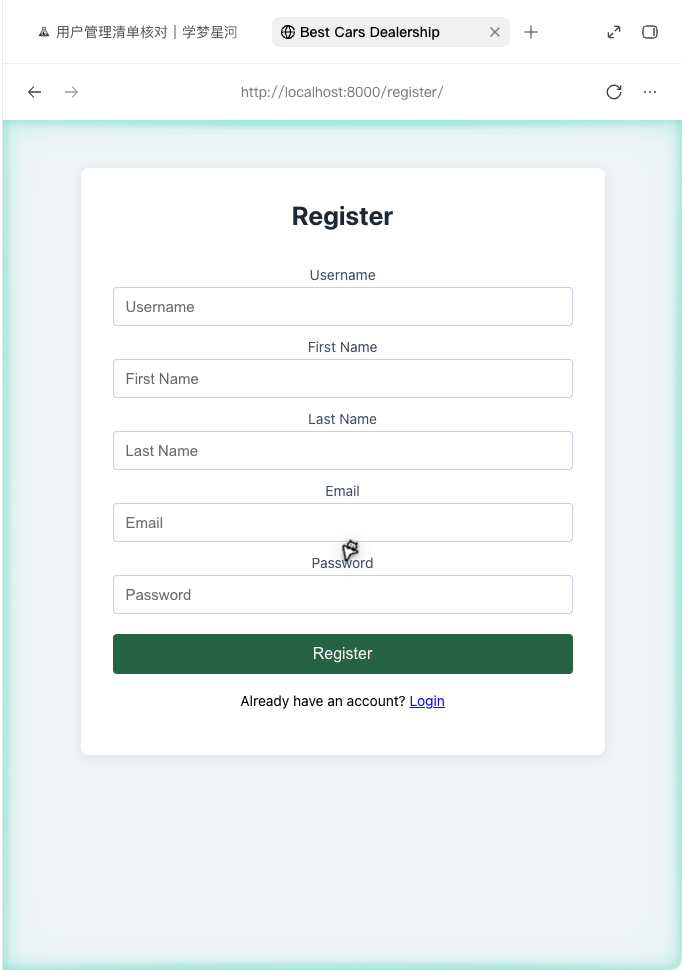 用户管理清单核对｜学梦星河
Best Cars Dealership
http://localhost:8000/register/
Register
Username
Username
First Name
First Name
Last Name
Last Name
Email
Email
Password
Password
Register
Already have an account? Login